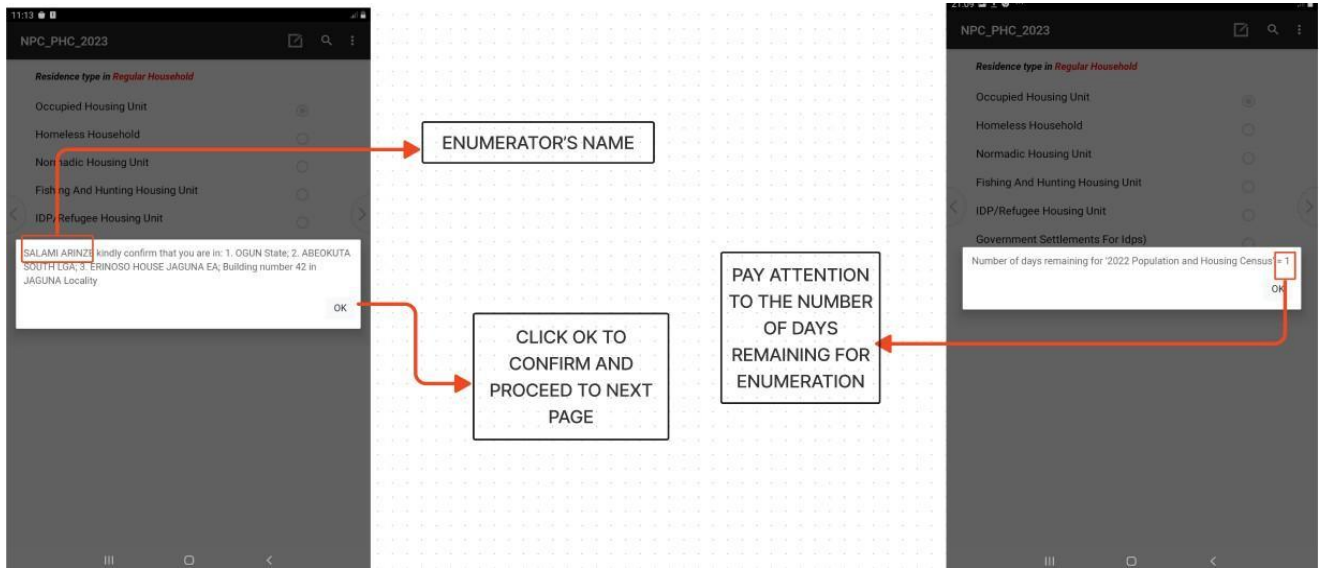 11:13
NPC_PHC_2023
Residence type in Regular Household
Occupied Housing Unit
Homeless Household
Normadic Housing Unit
Fishing And Hunting Housing Unit
IDP/Refugee Housing Unit
SALAMI ARINZE kindly confirm that you are in: 1. OGUN State; 2. ABEOKUTA
SOUTH LGA; 3. ERINOSO HOUSE JAGUNA EA; Building number 42 in
JAGUNA Locality
OK
ENUMERATOR'S NAME
CLICK OK TO
CONFIRM AND
PROCEED TO NEXT
PAGE
PAY ATTENTION
TO THE NUMBER
OF DAYS
REMAINING FOR
ENUMERATION
21:09
NPC_PHC_2023
Residence type in Regular Household
Occupied Housing Unit
Homeless Household
Normadic Housing Unit
Fishing And Hunting Housing Unit
IDP/Refugee Housing Unit
Government Settlements For Idps)
Number of days remaining for '2022 Population and Housing Census' = 1
OK